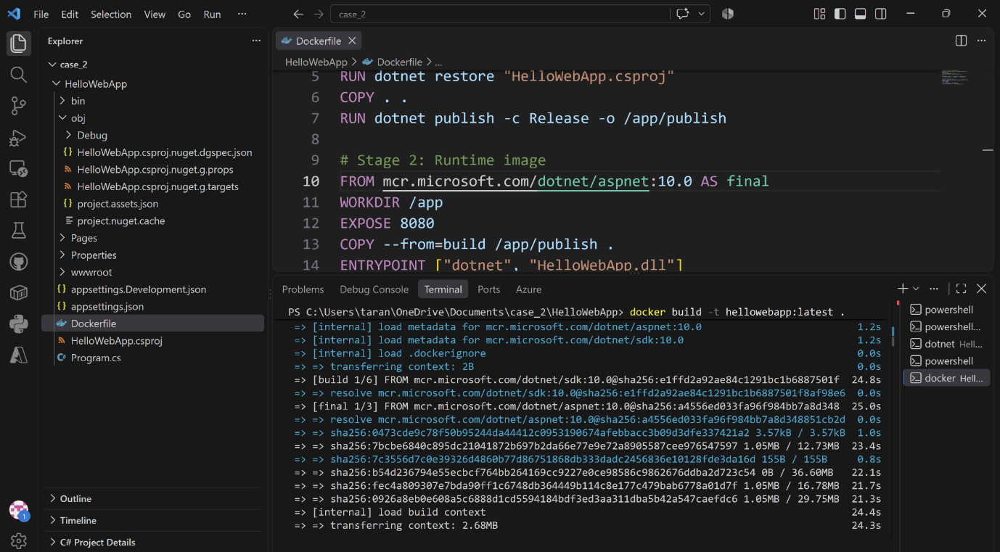 File Edit Selection View Go Run ··· case_2
Explorer ···
case_2
HelloWebApp
bin
obj
Debug
HelloWebApp.csproj.nuget.dgspec.json
HelloWebApp.csproj.nuget.g.props
HelloWebApp.csproj.nuget.g.targets
project.assets.json
project.nuget.cache
Pages
Properties
wwwroot
appsettings.Development.json
appsettings.json
Dockerfile
HelloWebApp.csproj
Program.cs
Outline
Timeline
C# Project Details
1
Dockerfile
HelloWebApp > Dockerfile > ...
5 RUN dotnet restore "HelloWebApp.csproj"
6 COPY . .
7 RUN dotnet publish -c Release -o /app/publish
8
9 # Stage 2: Runtime image
10 FROM mcr.microsoft.com/dotnet/aspnet:10.0 AS final
11 WORKDIR /app
12 EXPOSE 8080
13 COPY --from=build /app/publish .
14 ENTRYPOINT ["dotnet", "HelloWebApp.dll"]
Problems Debug Console Terminal Ports Azure
PS C:\Users\taran\OneDrive\Documents\case_2\HelloWebApp> docker build -t hellowebapp:latest .
=> [internal] load metadata for mcr.microsoft.com/dotnet/aspnet:10.0 1.2s
=> [internal] load metadata for mcr.microsoft.com/dotnet/sdk:10.0 1.2s
=> [internal] load .dockerignore 0.0s
=> => transferring context: 2B 0.0s
=> [build 1/6] FROM mcr.microsoft.com/dotnet/sdk:10.0@sha256:e1ffd2a92ae84c1291bc1b6887501f 24.8s
=> => resolve mcr.microsoft.com/dotnet/sdk:10.0@sha256:e1ffd2a92ae84c1291bc1b6887501f8af98e6 0.0s
=> [final 1/3] FROM mcr.microsoft.com/dotnet/aspnet:10.0@sha256:a4556ed033fa96f984bb7a8d348 25.0s
=> => resolve mcr.microsoft.com/dotnet/aspnet:10.0@sha256:a4556ed033fa96f984bb7a8d348851cb2d 0.0s
=> => sha256:0473cde9c78f50b95244da44412c0953190674afebbacc3b09d3dfe337421a2 3.57kB / 3.57kB 1.0s
=> => sha256:7bcbe6840c895dc21041872b697b2da66e77e9e72a8905587cee976547597 1.05MB / 12.73MB 23.4s
=> => sha256:7c3556d7c0e39326d4860b77d86751868db333dadc2456836e10128fde3da16d 155B / 155B 0.8s
=> => sha256:b54d236794e55ecbcf764bb264169cc9227e0ce98586c9862676ddba2d723c54 0B / 36.60MB 22.1s
=> => sha256:fec4a809307e7bda90ff1c6748db364449b114c8e177c479bab6778a01d7f 1.05MB / 16.78MB 21.7s
=> => sha256:0926a8eb0e608a5c6888d1cd5594184bdf3ed3aa311dba5b42a547caefdc6 1.05MB / 29.75MB 21.3s
=> [internal] load build context 24.4s
=> => transferring context: 2.68MB 24.3s
powershell
powershell...
dotnet Hell...
powershell
docker Hell...